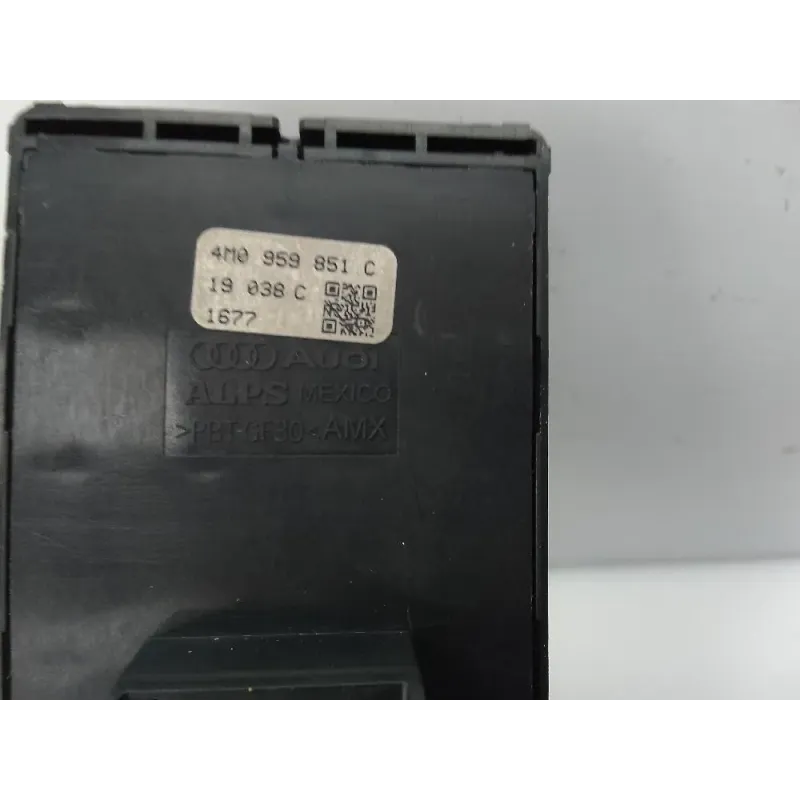 4M0 959 851 C
19 038 C
1677
AUDI
ALPS MEXICO
>PBT-GF30< AMX